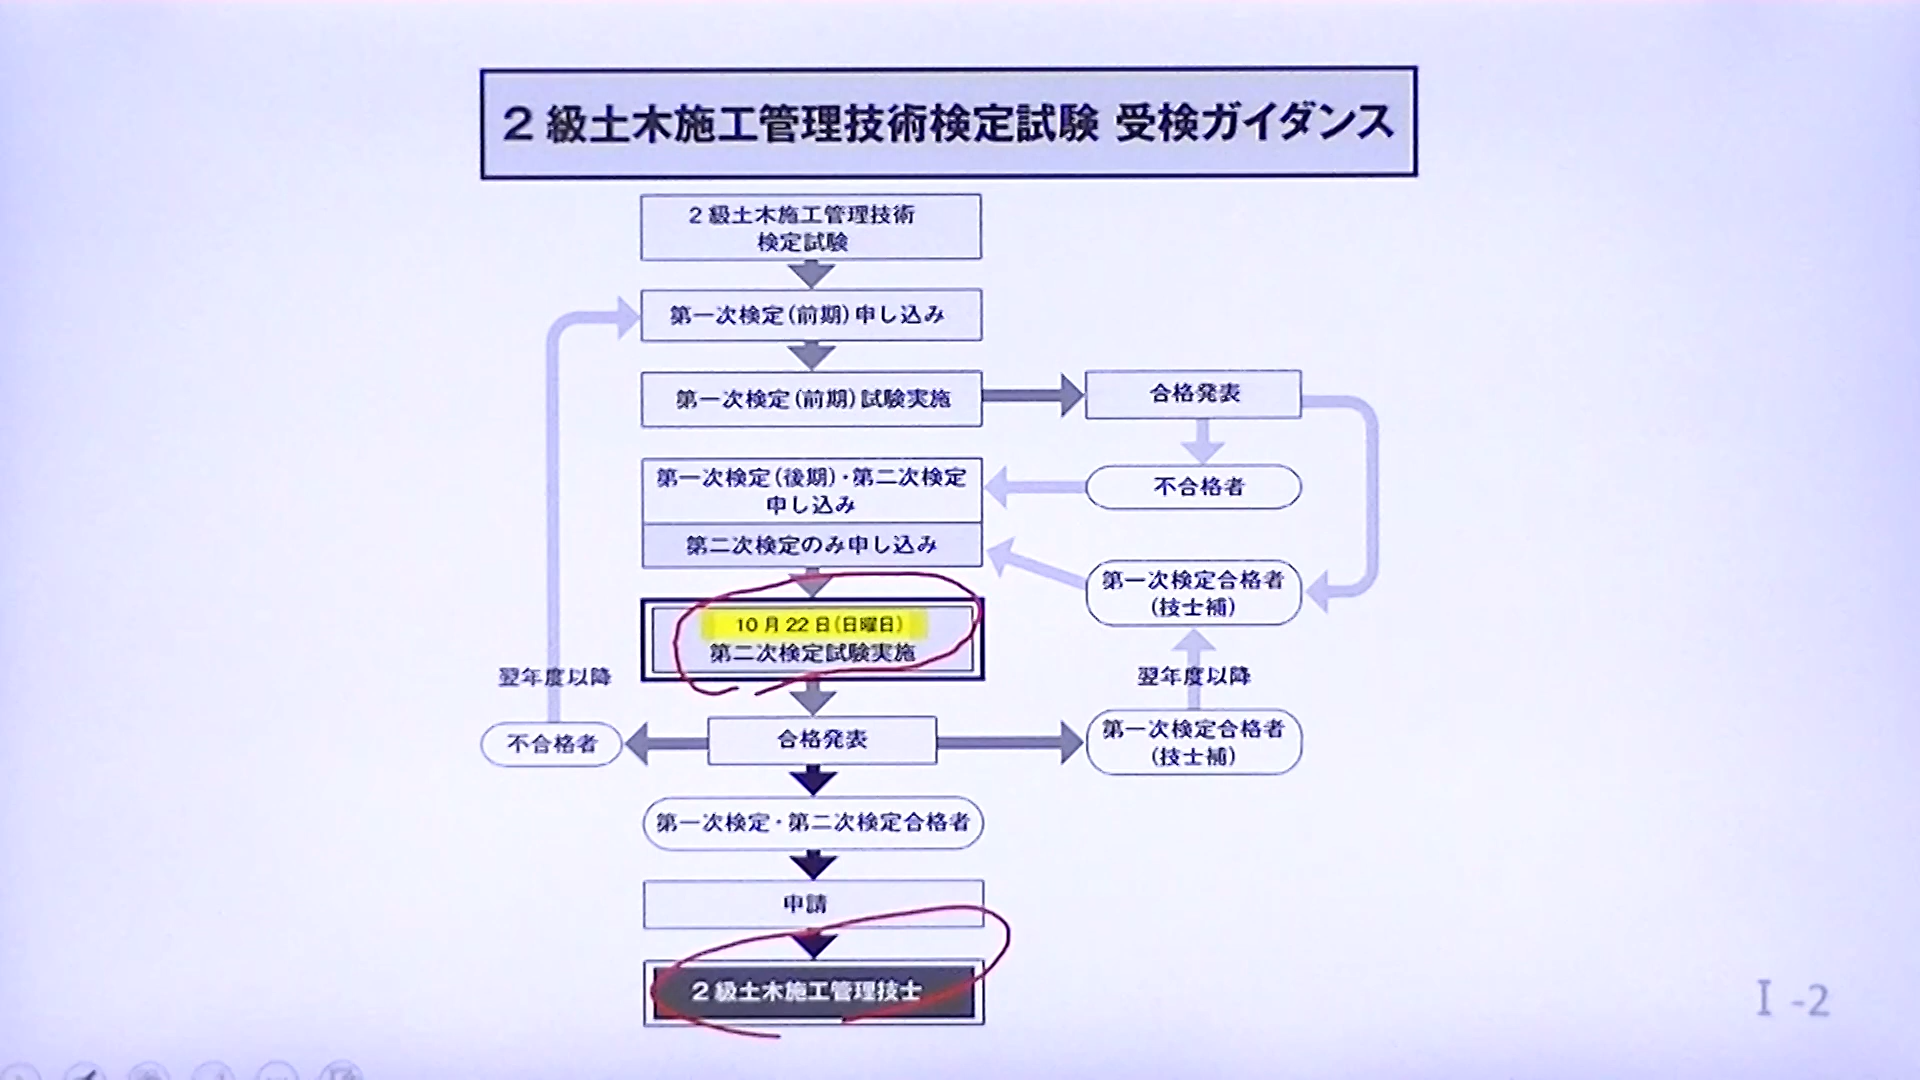 2級土木施工管理技術検定試験 受検ガイダンス
2級土木施工管理技術
検定試験
第一次検定(前期)申し込み
第一次検定(前期)試験実施
合格発表
第一次検定(後期)・第二次検定
申し込み
不合格者
第二次検定のみ申し込み
第一次検定合格者
(技士補)
10月22日(日曜日)
第二次検定試験実施
翌年度以降
翌年度以降
不合格者
合格発表
第一次検定合格者
(技士補)
第一次検定・第二次検定合格者
申請
2級土木施工管理技士
I -2